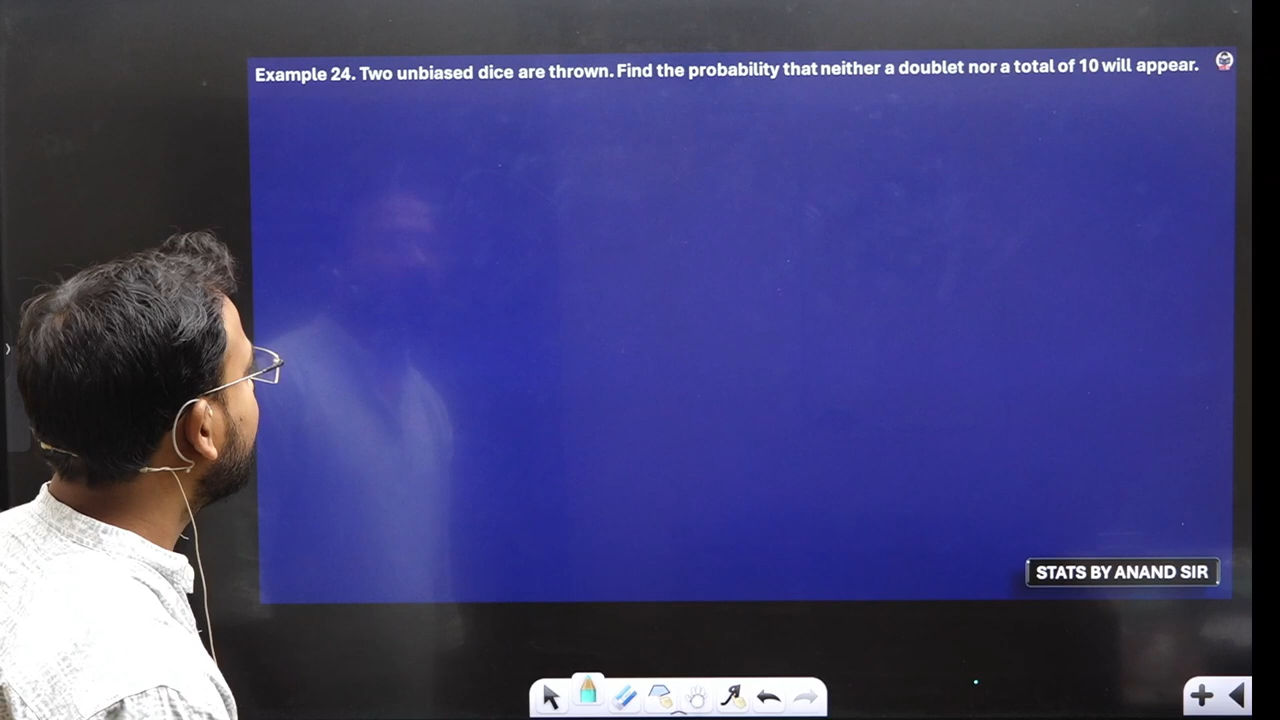 Example 24. Two unbiased dice are thrown. Find the probability that neither a doublet nor a total of 10 will appear.
STATS BY ANAND SIR